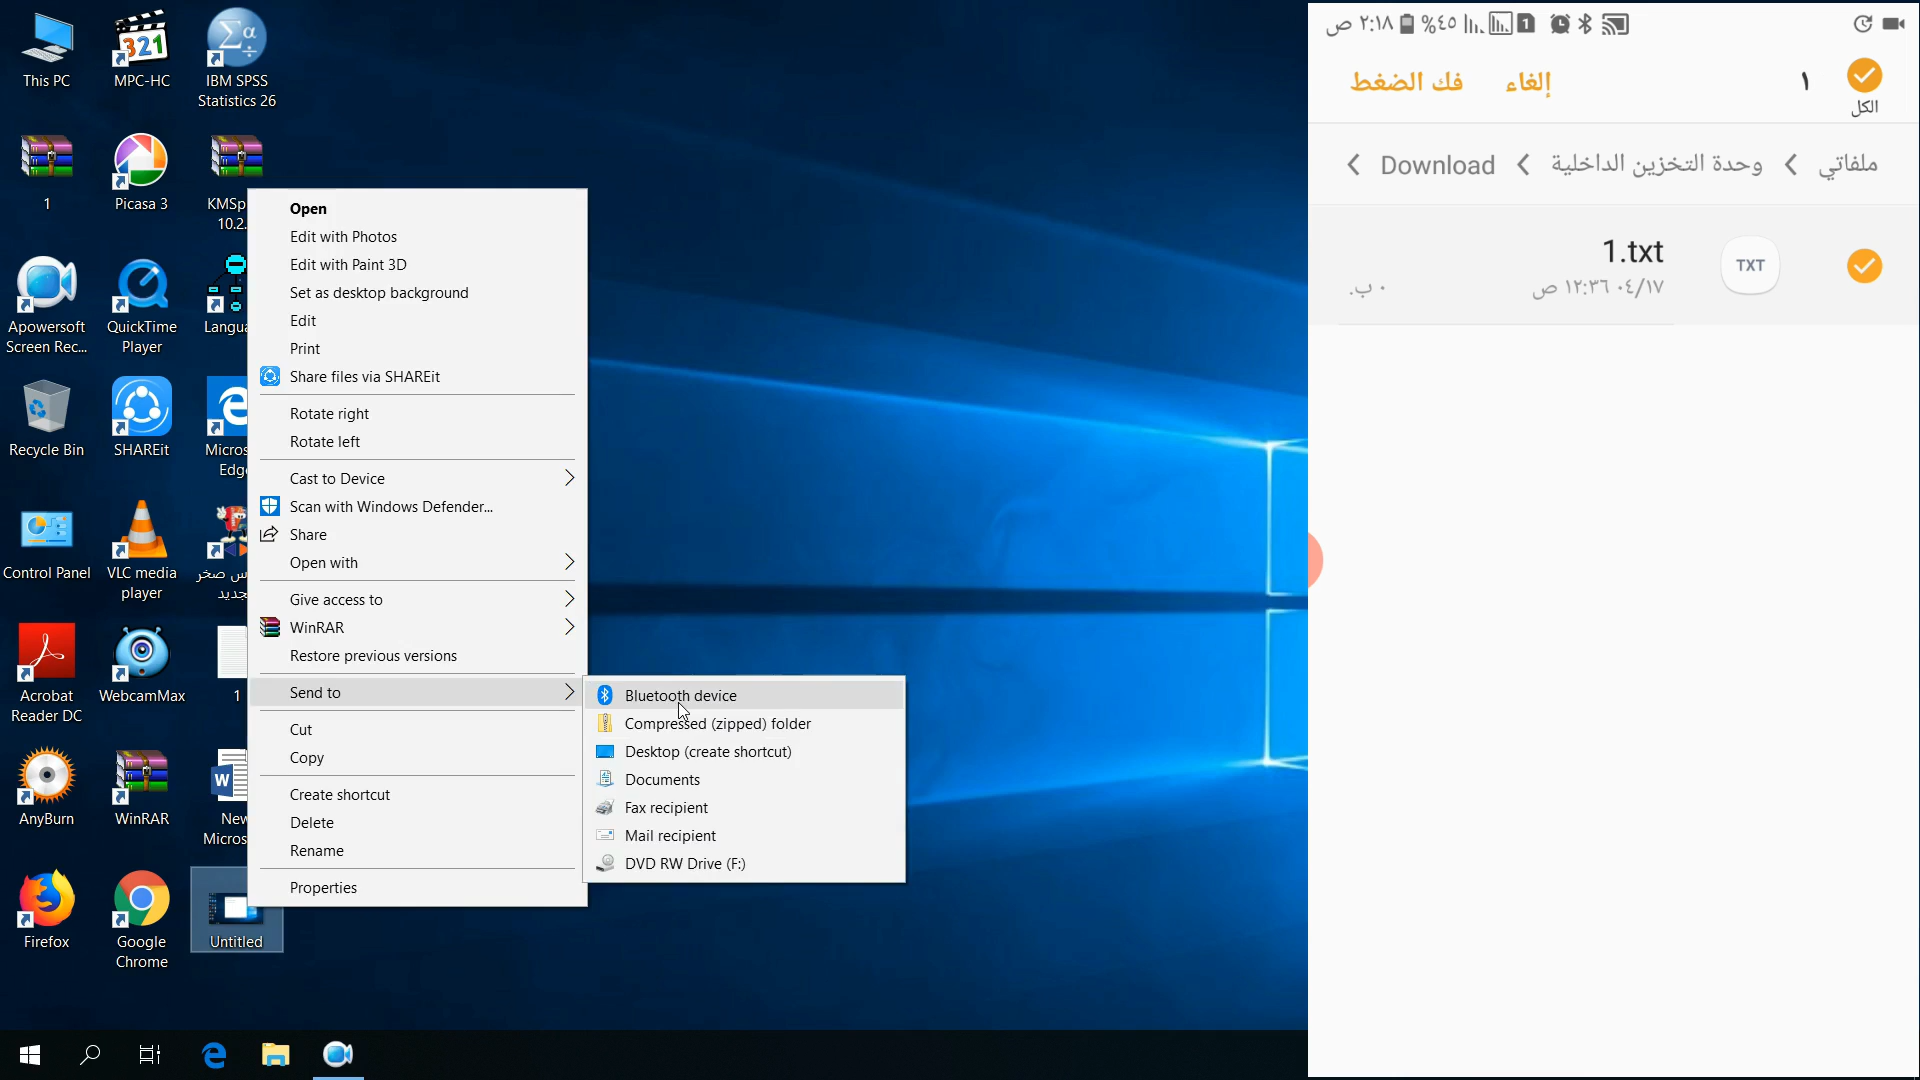 This PC
MPC-HC
IBM SPSS
Statistics 26
1
Picasa 3
10.2.
Apowersoft
Screen Rec...
QuickTime
Player
Recycle Bin
SHAREit
Control Panel
VLC media
player
Acrobat
Reader DC
WebcamMax
1
AnyBurn
WinRAR
New
Firefox
Google
Chrome
Untitled
Open
Edit with Photos
Edit with Paint 3D
Set as desktop background
Edit
Print
Share files via SHAREit
Rotate right
Rotate left
Cast to Device
Scan with Windows Defender...
Share
Open with
Give access to
WinRAR
Restore previous versions
Send to
Cut
Copy
Create shortcut
Delete
Rename
Properties
Bluetooth device
Compressed (zipped) folder
Desktop (create shortcut)
Documents
Fax recipient
Mail recipient
DVD RW Drive (F:)
٢:١٨ ص
%٤٥
1
الكل
١
إلغاء
فك الضغط
ملفاتي
وحدة التخزين الداخلية
Download
1.txt
TXT
٠٤/١٧ ١٢:٣٦ ص
٠ ب.